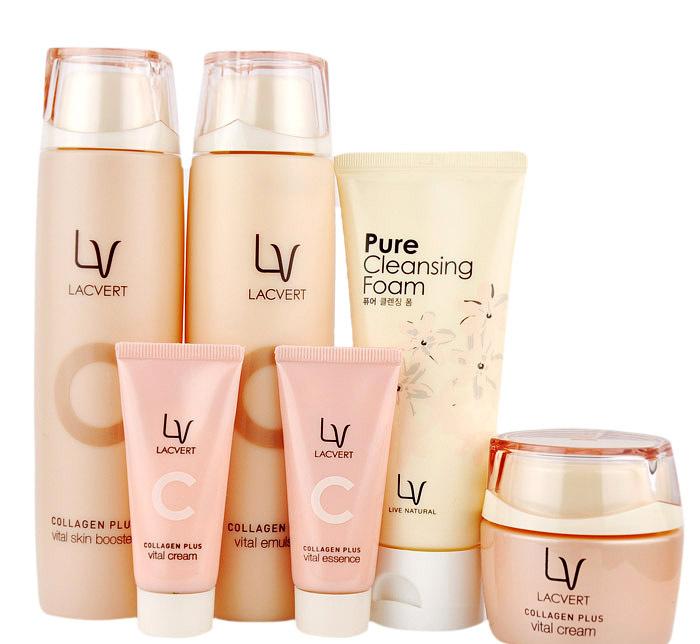 LV
LACVERT
COLLAGEN PLU
vital skin booste
LV
LACVERT
COLLAGEN
vital emuls
Pure
Cleansing
Foam
퓨어 클렌징 폼
LV
LIVE NATURAL
LV
LACVERT
C
COLLAGEN PLUS
vital cream
LV
LACVERT
C
COLLAGEN PLUS
vital essence
LV
LACVERT
COLLAGEN PLUS
vital cream